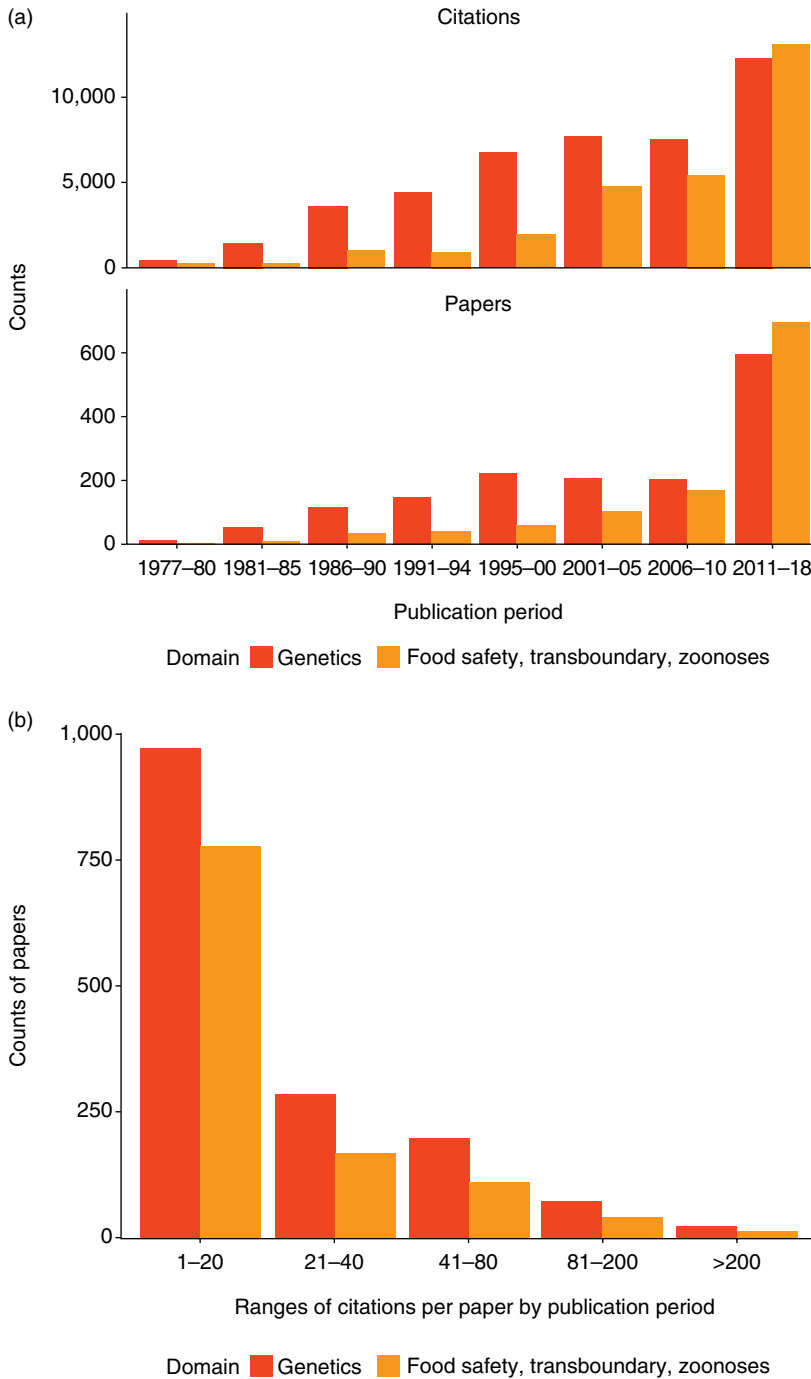 (a)
Citations
10,000
5,000
0
Counts
Papers
600
400
200
0
1977–80 1981–85 1986–90 1991–94 1995–00 2001–05 2006–10 2011–18
Publication period
Domain Genetics Food safety, transboundary, zoonoses
(b)
1,000
750
500
250
0
Counts of papers
1–20 21–40 41–80 81–200 >200
Ranges of citations per paper by publication period
Domain Genetics Food safety, transboundary, zoonoses